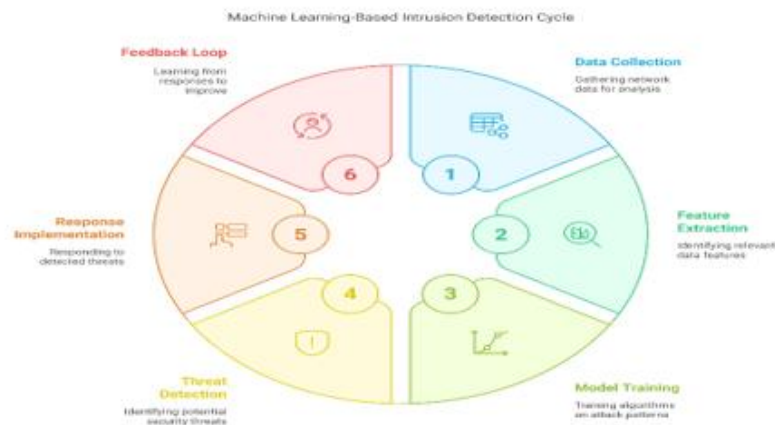 Machine Learning-Based Intrusion Detection Cycle
Feedback Loop
Learning from
responses to
improve
Data Collection
Gathering network
data for analysis
6
1
Response
Implementation
Responding to
detected threats
5
2
Feature
Extraction
Identifying relevant
data features
4
3
Threat
Detection
Identifying potential
security threats
Model Training
Training algorithms
on attack patterns